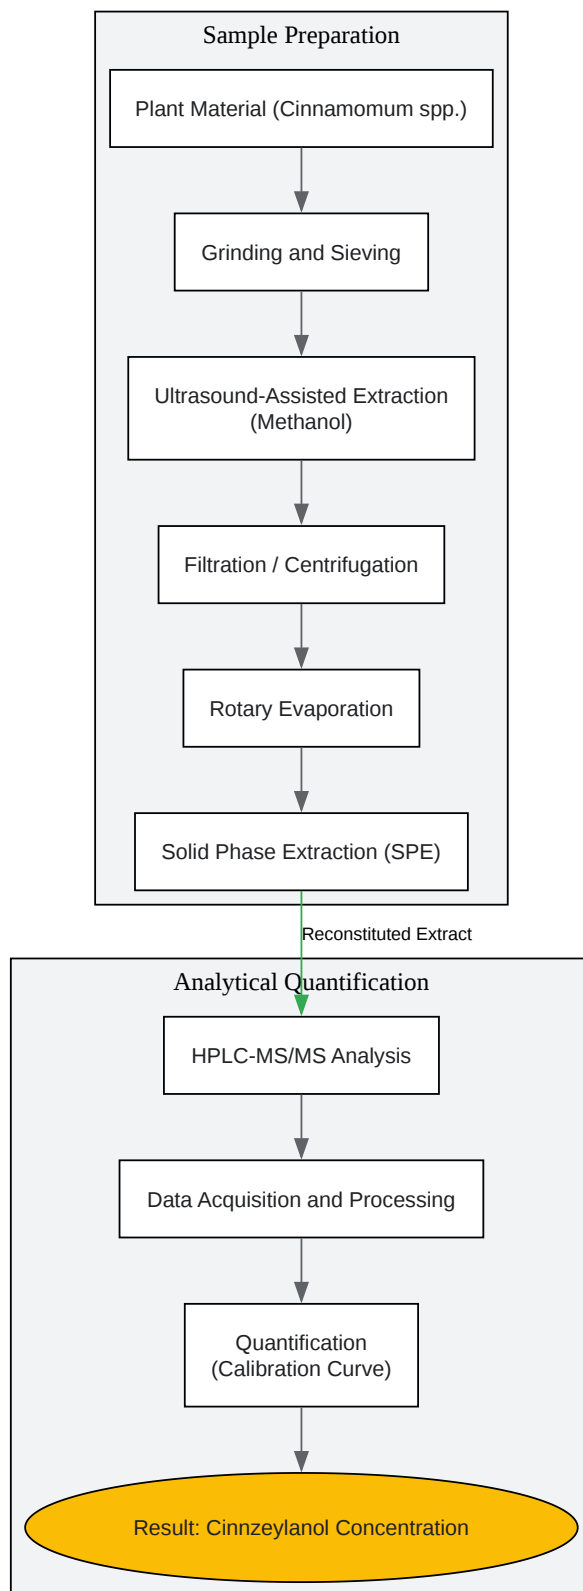 Sample Preparation
Plant Material (Cinnamomum spp.)
Grinding and Sieving
Ultrasound-Assisted Extraction
(Methanol)
Filtration / Centrifugation
Rotary Evaporation
Solid Phase Extraction (SPE)
Reconstituted Extract
Analytical Quantification
HPLC-MS/MS Analysis
Data Acquisition and Processing
Quantification
(Calibration Curve)
Result: Cinnzeylanol Concentration